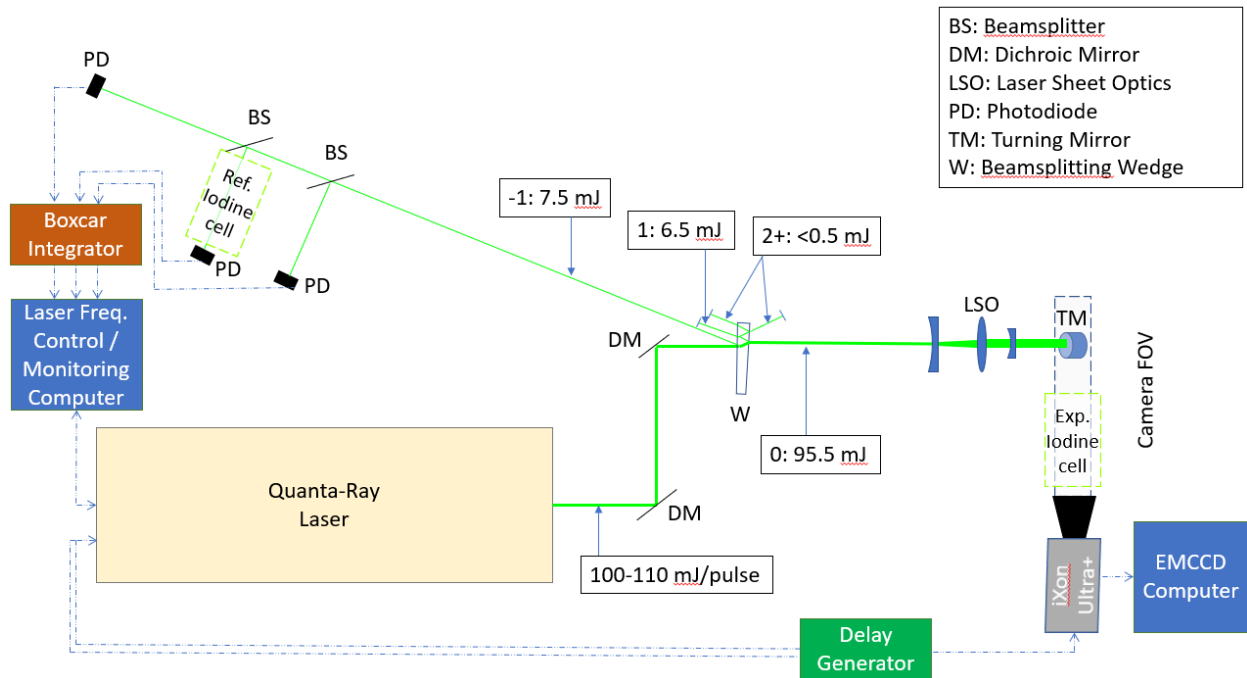 BS: Beamsplitter
DM: Dichroic Mirror
LSO: Laser Sheet Optics
PD: Photodiode
TM: Turning Mirror
W: Beamsplitting Wedge
PD
BS
BS
Ref.
Iodine
cell
PD
PD
Boxcar
Integrator
Laser Freq.
Control /
Monitoring
Computer
-1: 7.5 mJ
1: 6.5 mJ
2+: <0.5 mJ
DM
W
LSO
TM
Camera FOV
0: 95.5 mJ
Exp.
Iodine
cell
Quanta-Ray
Laser
DM
100-110 mJ/pulse
iXon
Ultra+
EMCCD
Computer
Delay
Generator